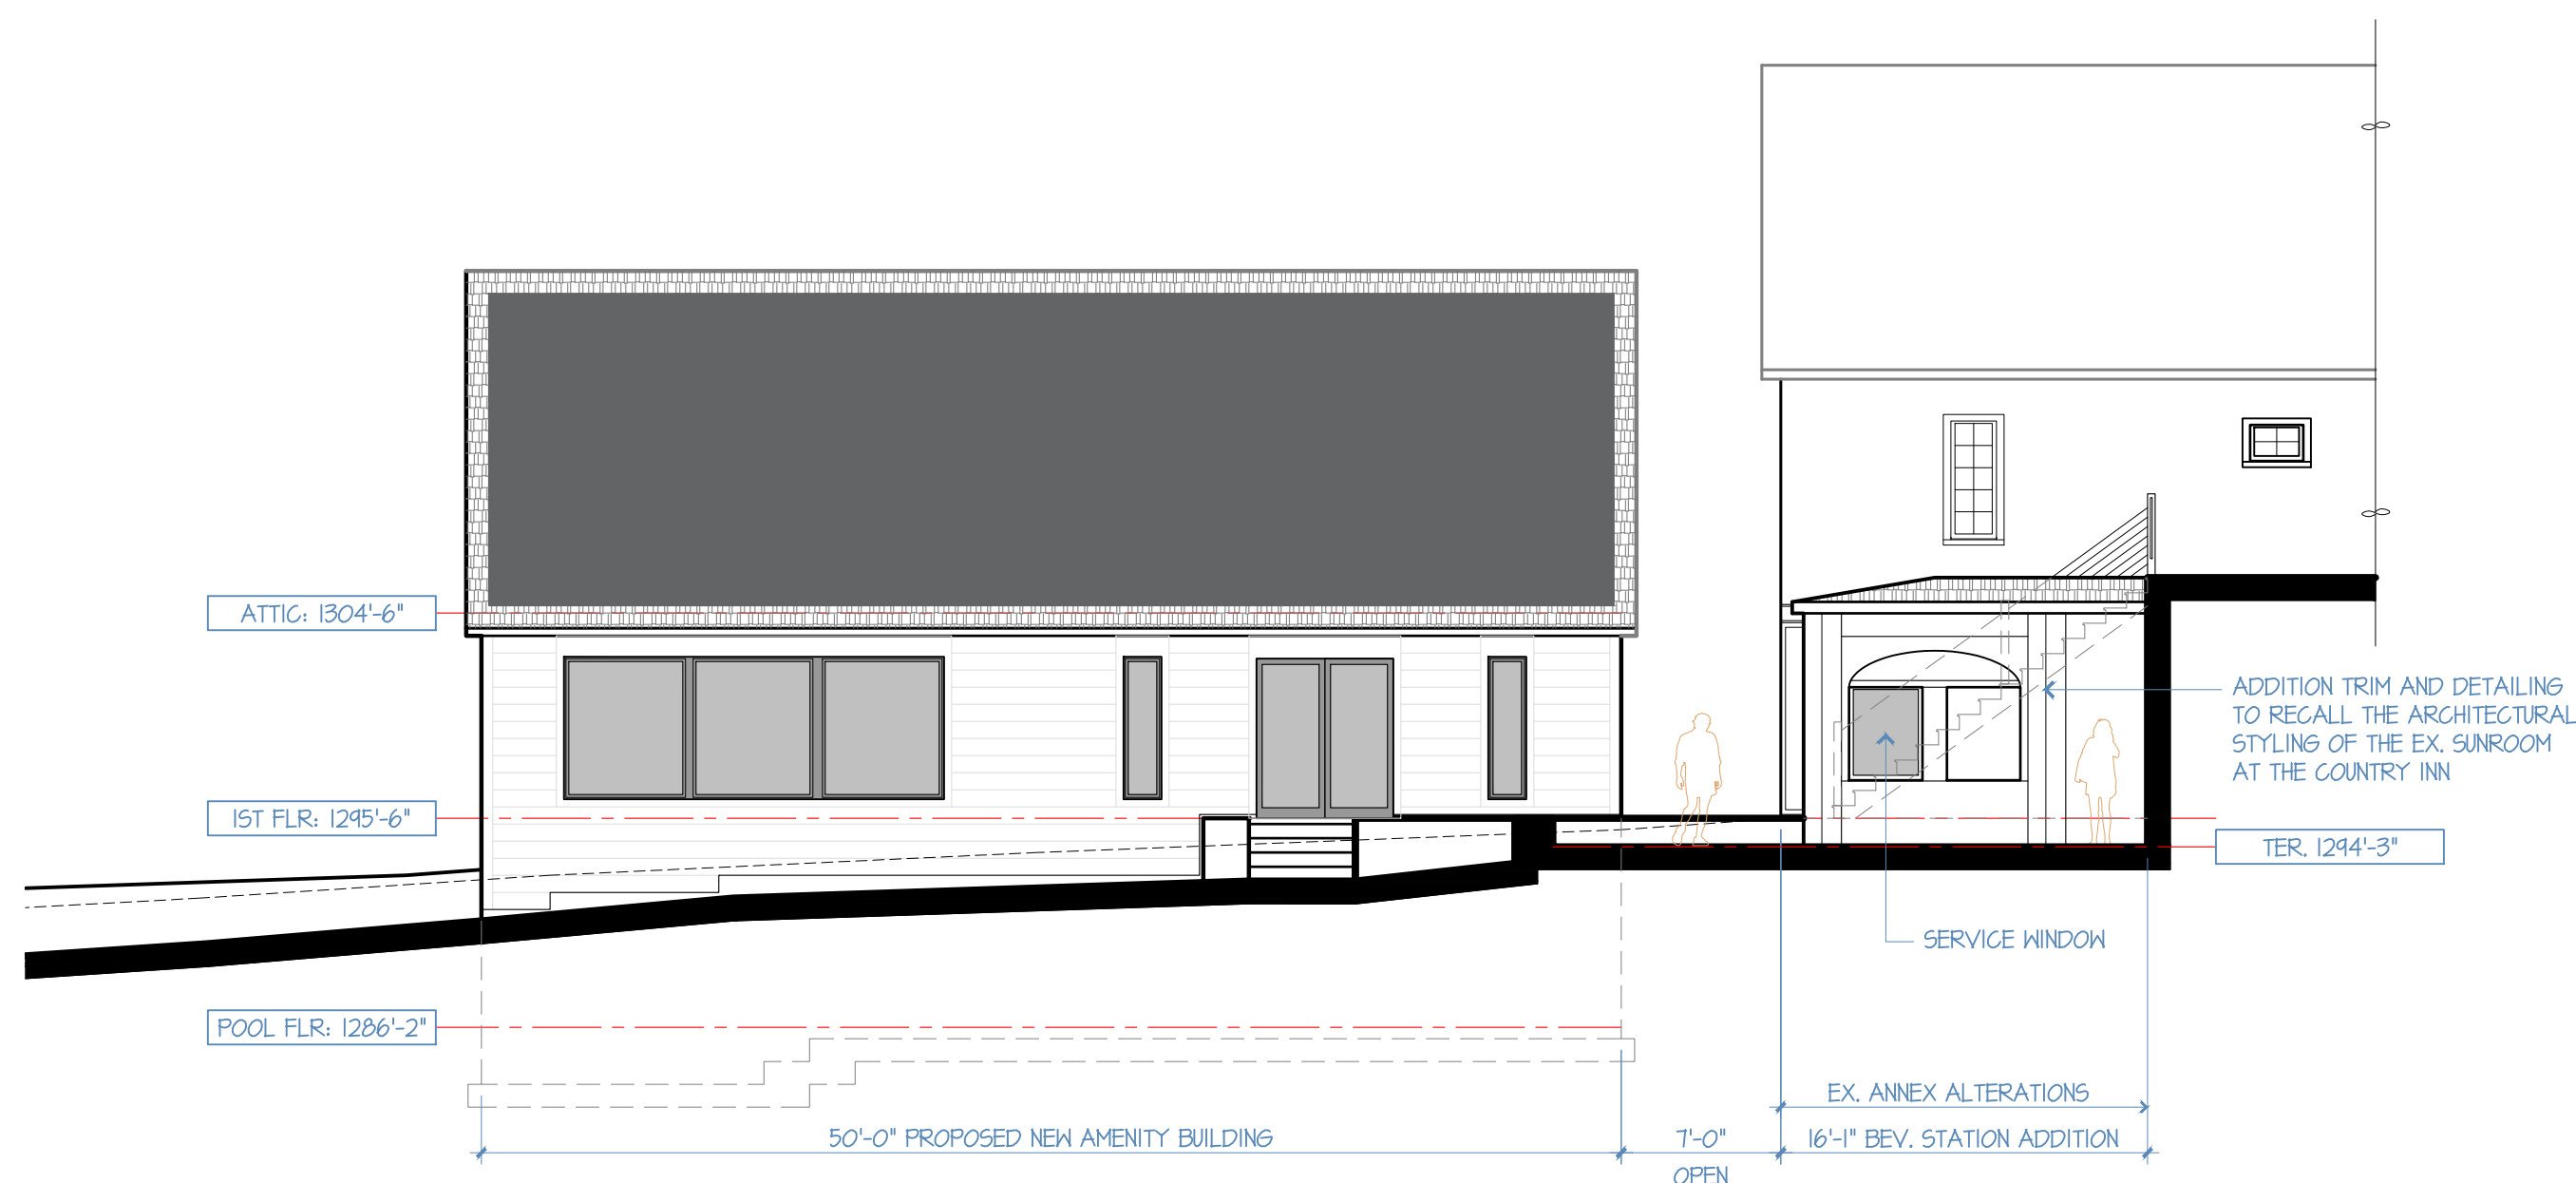 ATTIC: 1304'-6"
ADDITION TRIM AND DETAILING
TO RECALL THE ARCHITECTURAL
STYLING OF THE EX. SUNROOM
AT THE COUNTRY INN
1ST FLR: 1295'-6"
TER. 1294'-3"
SERVICE WINDOW
POOL FLR: 1286'-2"
EX. ANNEX ALTERATIONS
50'-0" PROPOSED NEW AMENITY BUILDING
7'-0"
OPEN
16'-1" BEV. STATION ADDITION